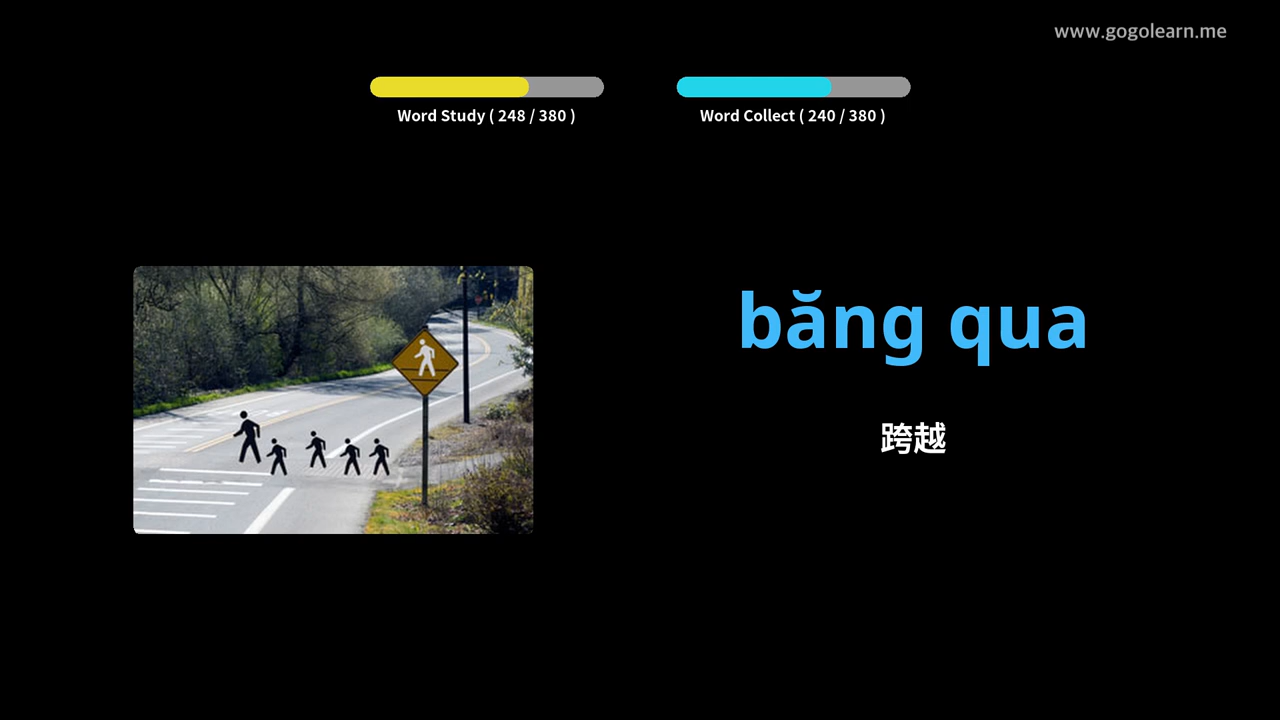 www.gogolearn.me
Word Study ( 248 / 380 )
Word Collect ( 240 / 380 )
băng qua
跨越